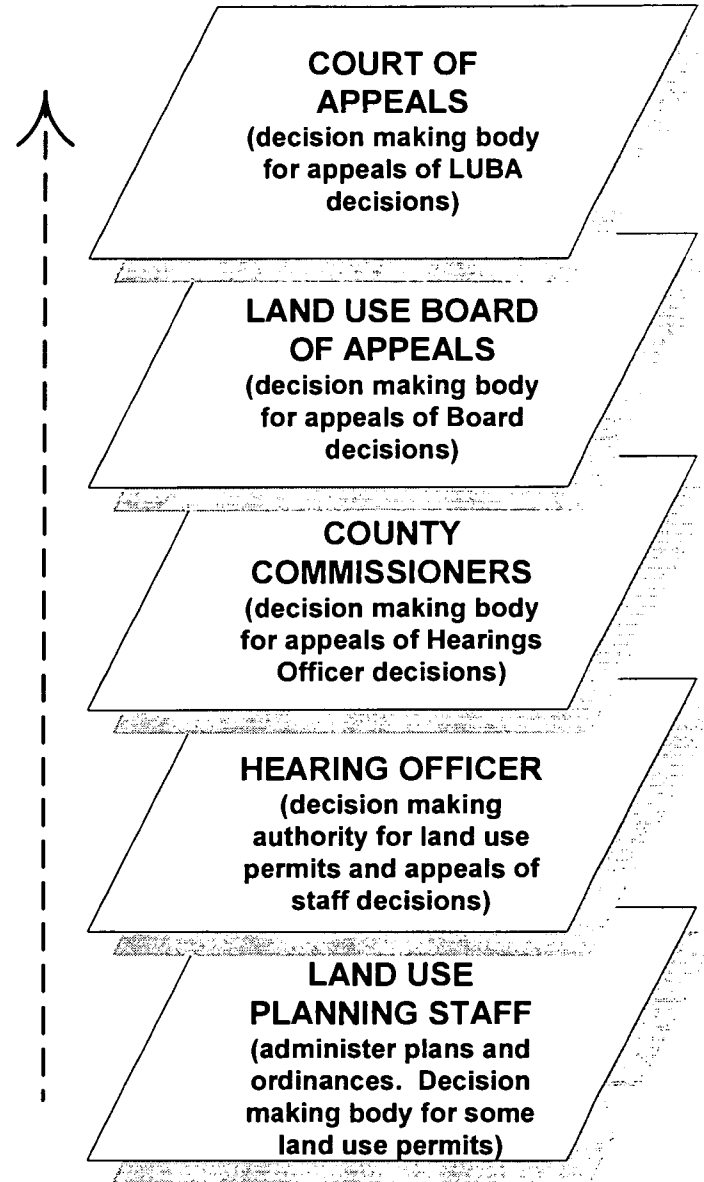 COURT OF
APPEALS
(decision making body
for appeals of LUBA
decisions)
LAND USE BOARD
OF APPEALS
(decision making body
for appeals of Board
decisions)
COUNTY
COMMISSIONERS
(decision making body
for appeals of Hearings
Officer decisions)
HEARING OFFICER
(decision making
authority for land use
permits and appeals of
staff decisions)
LAND USE
PLANNING STAFF
(administer plans and
ordinances.  Decision
making body for some
land use permits)